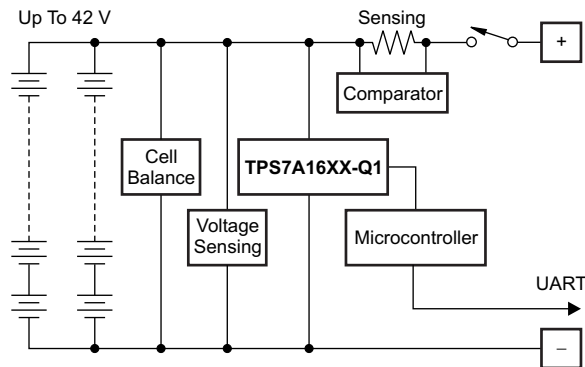 Up To 42 V
Sensing
+
Comparator
Cell
Balance
TPS7A16XX-Q1
Voltage
Sensing
Microcontroller
UART
–